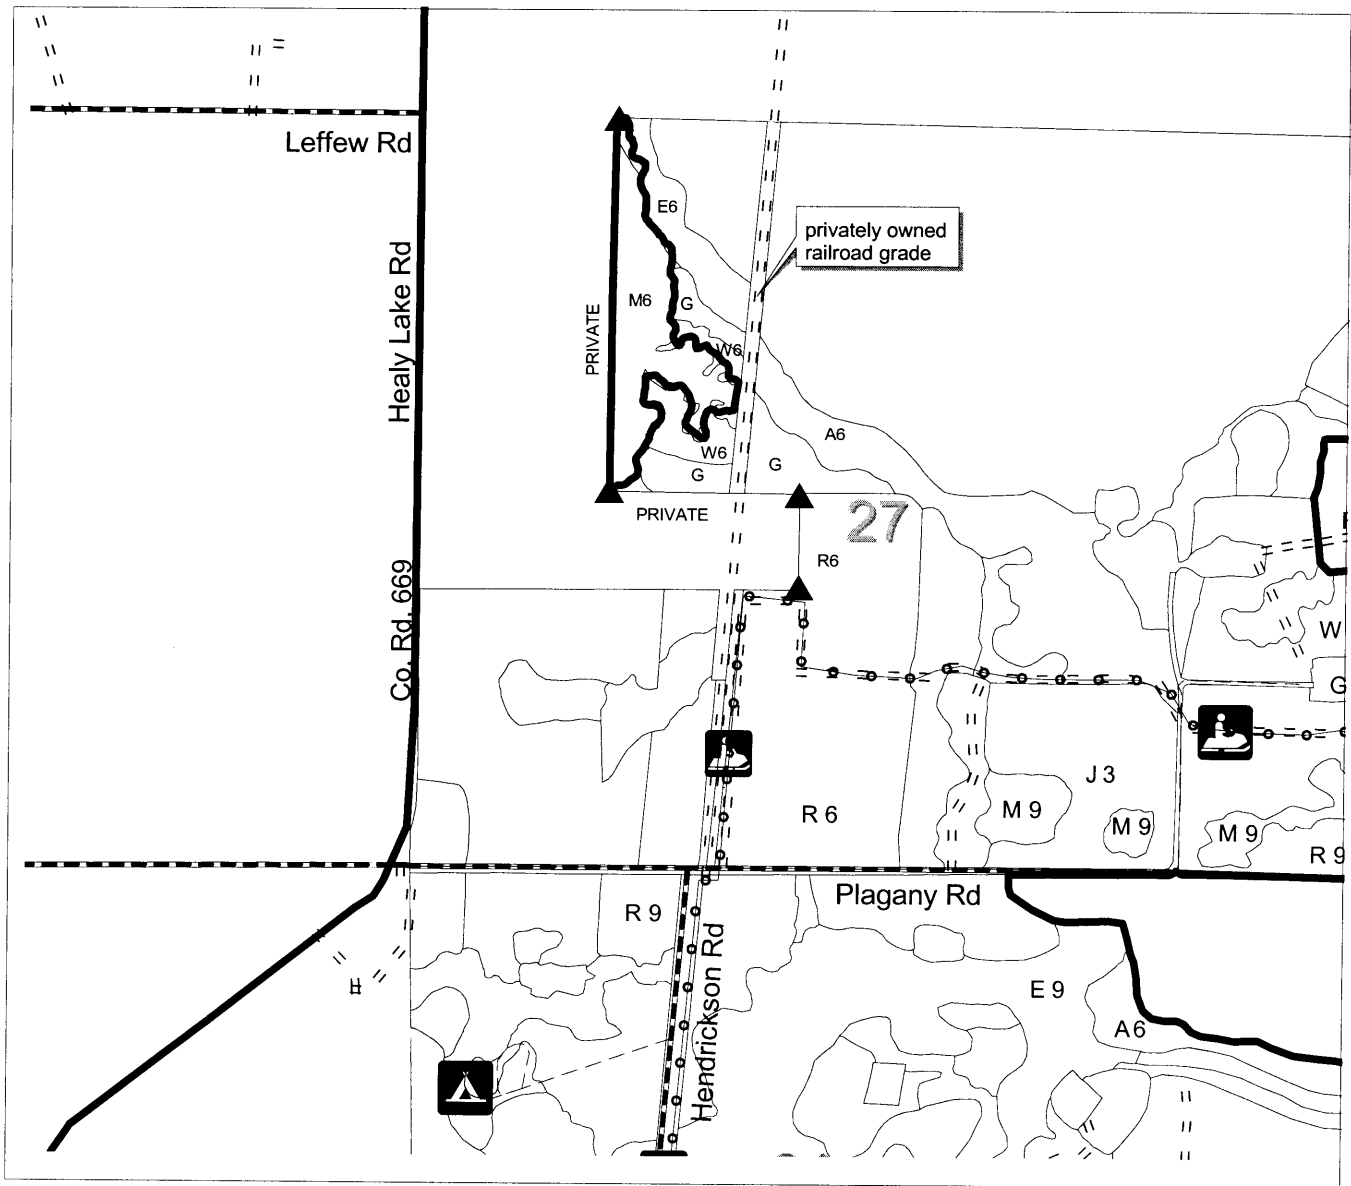 Leffew Rd
Healy Lake Rd
Co. Rd. 669
E6
privately owned
railroad grade
M6
G
PRIVATE
W6
A6
W6
G
G
PRIVATE
27
R6
W
G
J 3
R 6
M 9
M 9
M 9
R 9
Plagany Rd
R 9
Hendrickson Rd
E 9
A 6